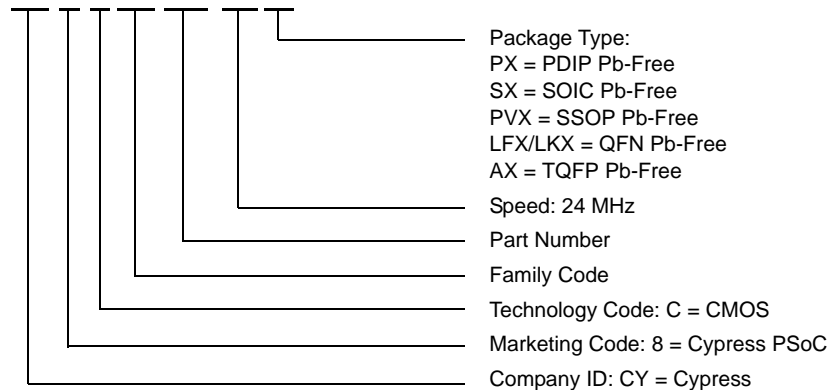 Package Type:
PX = PDIP Pb-Free
SX = SOIC Pb-Free
PVX = SSOP Pb-Free
LFX/LKX = QFN Pb-Free
AX = TQFP Pb-Free
Speed: 24 MHz
Part Number
Family Code
Technology Code: C = CMOS
Marketing Code: 8 = Cypress PSoC
Company ID: CY = Cypress